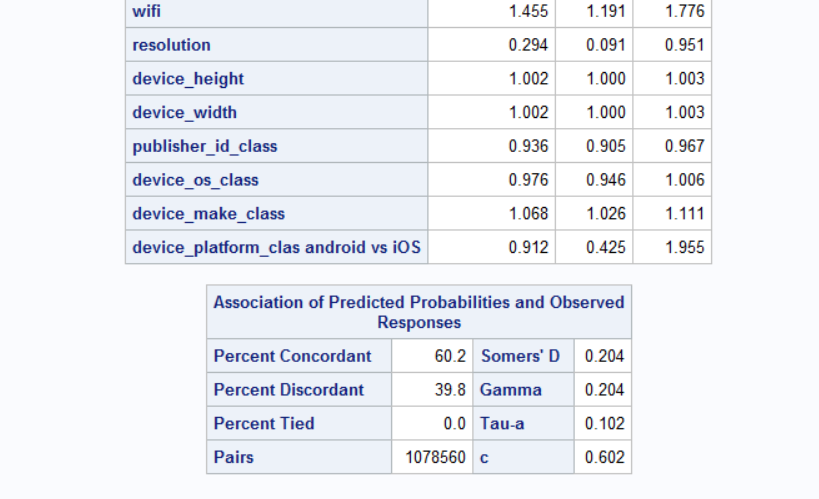 wifi 1.455 1.191 1.776
resolution 0.294 0.091 0.951
device_height 1.002 1.000 1.003
device_width 1.002 1.000 1.003
publisher_id_class 0.936 0.905 0.967
device_os_class 0.976 0.946 1.006
device_make_class 1.068 1.026 1.111
device_platform_clas android vs iOS 0.912 0.425 1.955
Association of Predicted Probabilities and Observed
Responses
Percent Concordant 60.2 Somers' D 0.204
Percent Discordant 39.8 Gamma 0.204
Percent Tied 0.0 Tau-a 0.102
Pairs 1078560 c 0.602